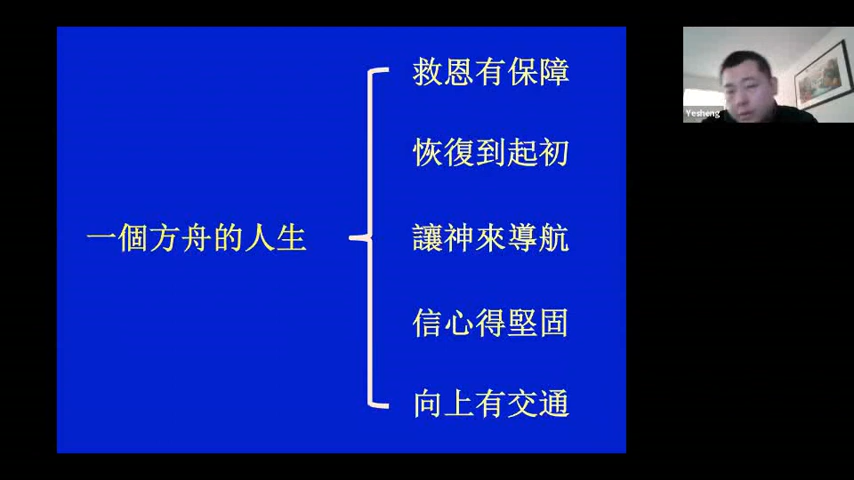 救恩有保障
恢復到起初
一個方舟的人生
讓神來導航
信心得堅固
向上有交通
Yesheng